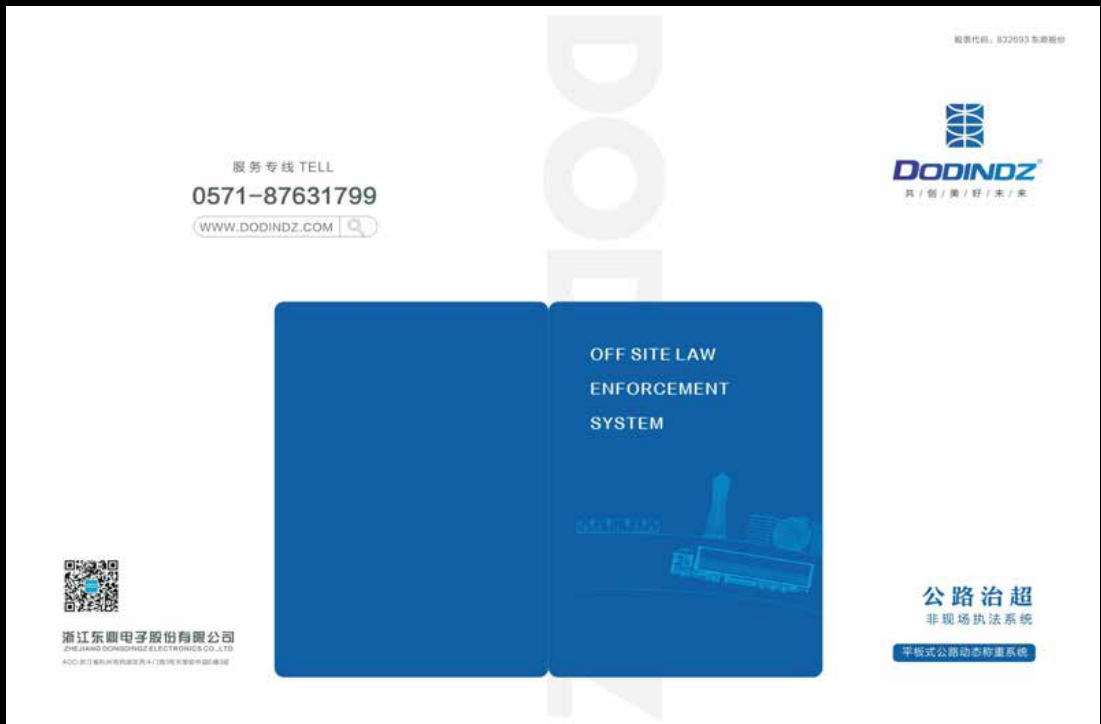 股票代码：832693 东鼎股份
DODINDZ
共/创/美/好/未/来
服务专线 TELL
0571-87631799
WWW.DODINDZ.COM
OFF SITE LAW
ENFORCEMENT
SYSTEM
公路治超
非现场执法系统
平板式公路动态称重系统
浙江东鼎电子股份有限公司
ZHEJIANG DONGDINGZ ELECTRONICS CO.,LTD